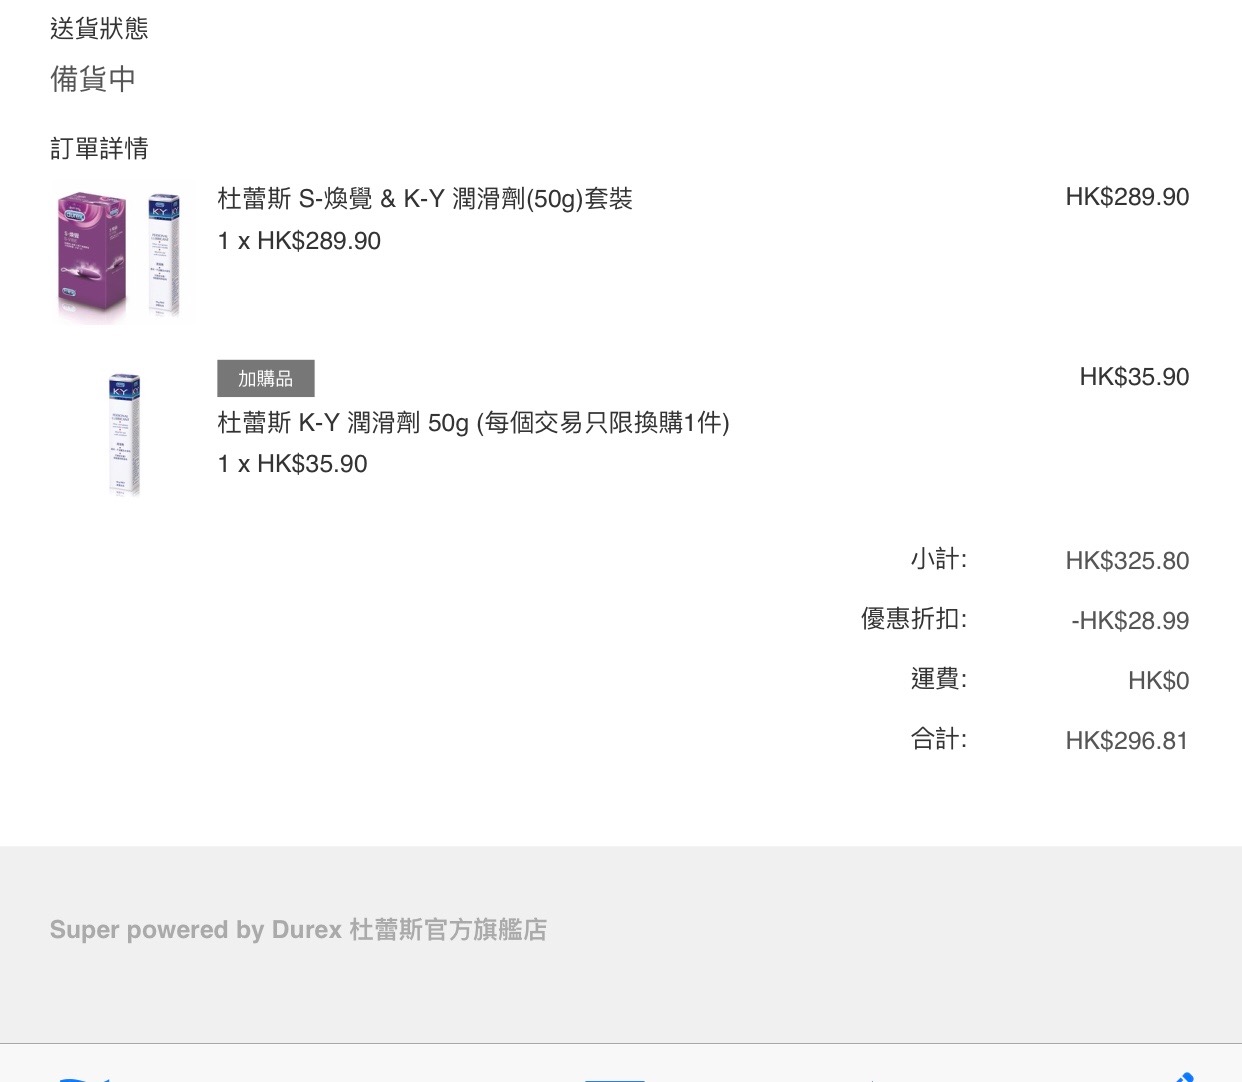 送貨狀態
備貨中
訂單詳情
杜蕾斯 S-煥覺 & K-Y 潤滑劑(50g)套裝
HK$289.90
1 x HK$289.90
durex
KY
加購品
HK$35.90
杜蕾斯 K-Y 潤滑劑 50g (每個交易只限換購1件)
1 x HK$35.90
KY
小計:
HK$325.80
優惠折扣:
-HK$28.99
運費:
HK$0
合計:
HK$296.81
Super powered by Durex 杜蕾斯官方旗艦店